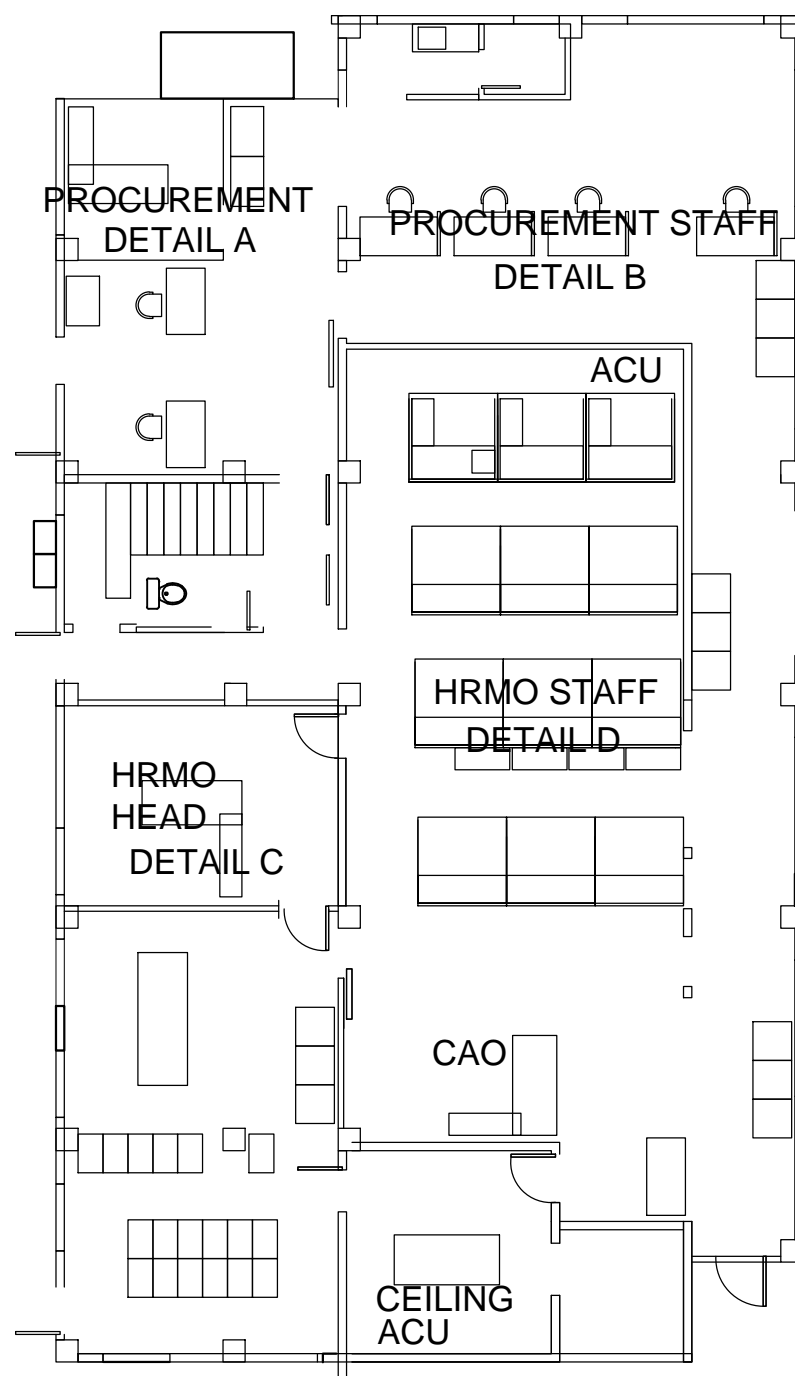 PROCUREMENT
DETAIL A
PROCUREMENT STAFF
DETAIL B
ACU
HRMO STAFF
DETAIL D
HRMO
HEAD
DETAIL C
CAO
CEILING
ACU